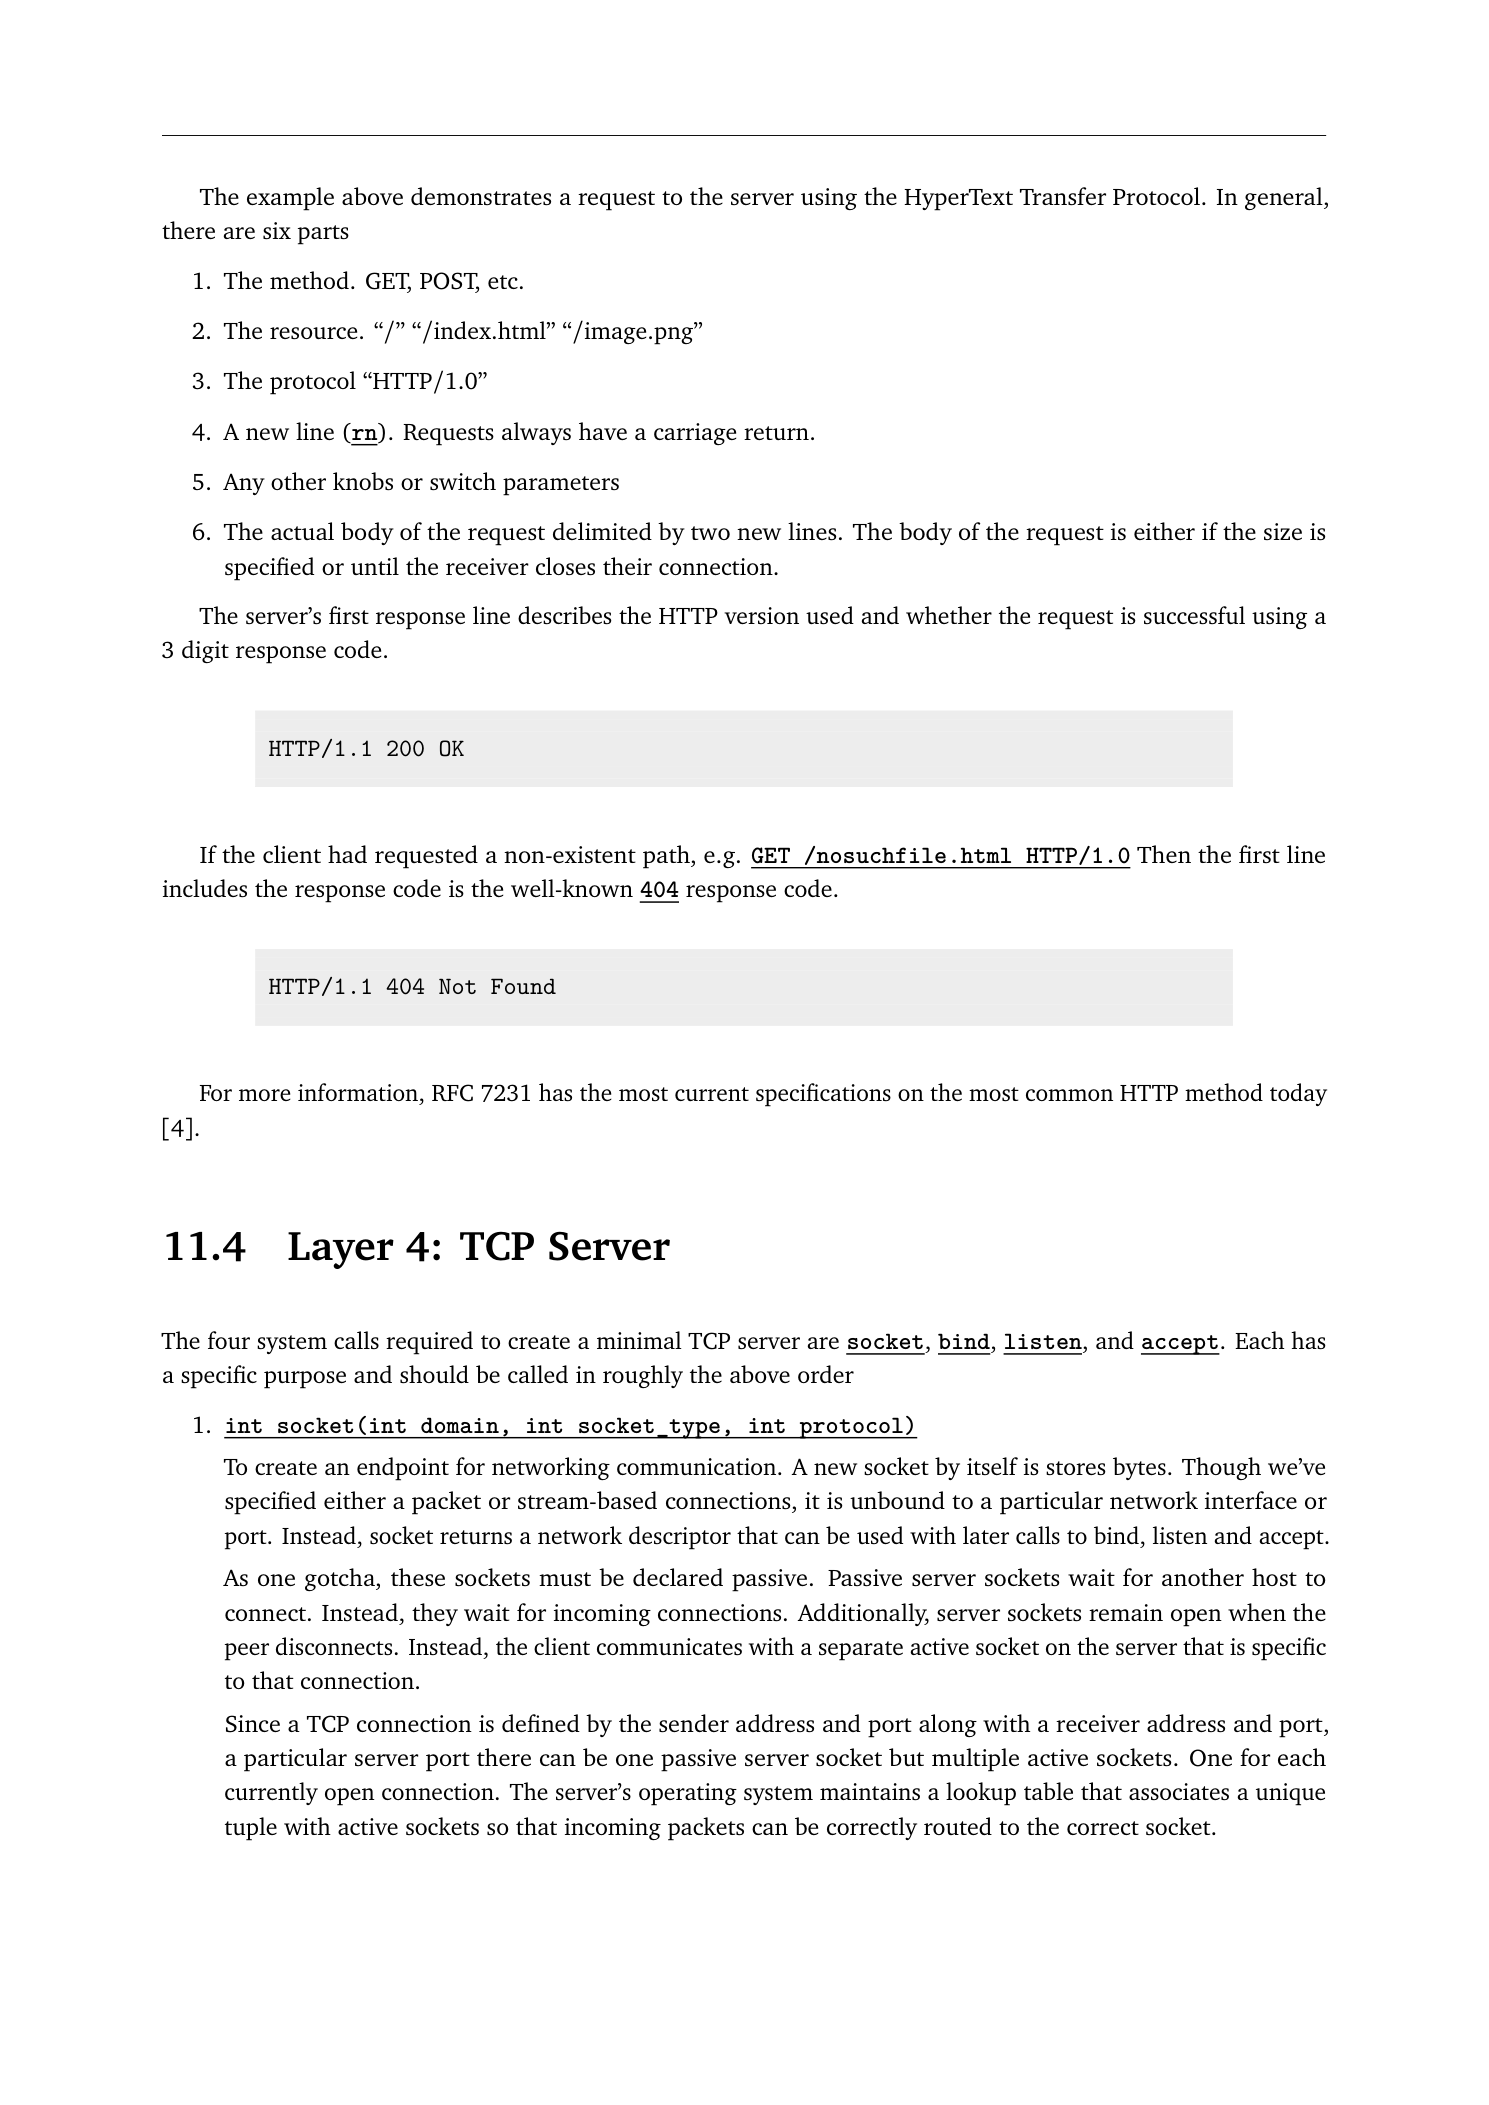 The example above demonstrates a request to the server using the HyperText Transfer Protocol. In general,
there are six parts
1. The method. GET, POST, etc.
2. The resource. “/” “/index.html” “/image.png”
3. The protocol “HTTP/1.0”
4. A new line (rn). Requests always have a carriage return.
5. Any other knobs or switch parameters
6. The actual body of the request delimited by two new lines. The body of the request is either if the size is
specified or until the receiver closes their connection.
The server’s first response line describes the HTTP version used and whether the request is successful using a
3 digit response code.
HTTP/1.1 200 OK
If the client had requested a non-existent path, e.g. GET /nosuchfile.html HTTP/1.0 Then the first line
includes the response code is the well-known 404 response code.
HTTP/1.1 404 Not Found
For more information, RFC 7231 has the most current specifications on the most common HTTP method today
[4].
11.4 Layer 4: TCP Server
The four system calls required to create a minimal TCP server are socket, bind, listen, and accept. Each has
a specific purpose and should be called in roughly the above order
1. int socket(int domain, int socket_type, int protocol)
To create an endpoint for networking communication. A new socket by itself is stores bytes. Though we’ve
specified either a packet or stream-based connections, it is unbound to a particular network interface or
port. Instead, socket returns a network descriptor that can be used with later calls to bind, listen and accept.
As one gotcha, these sockets must be declared passive. Passive server sockets wait for another host to
connect. Instead, they wait for incoming connections. Additionally, server sockets remain open when the
peer disconnects. Instead, the client communicates with a separate active socket on the server that is specific
to that connection.
Since a TCP connection is defined by the sender address and port along with a receiver address and port,
a particular server port there can be one passive server socket but multiple active sockets. One for each
currently open connection. The server’s operating system maintains a lookup table that associates a unique
tuple with active sockets so that incoming packets can be correctly routed to the correct socket.